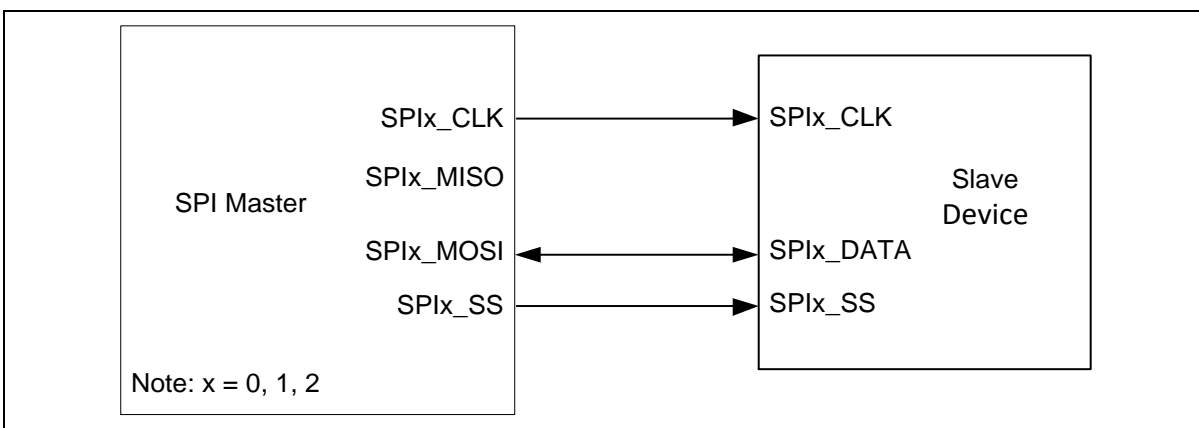 SPIx_CLK
SPIx_MISO
SPI Master
SPIx_MOSI
SPIx_SS
Note: x = 0, 1, 2
SPIx_CLK
Slave
Device
SPIx_DATA
SPIx_SS